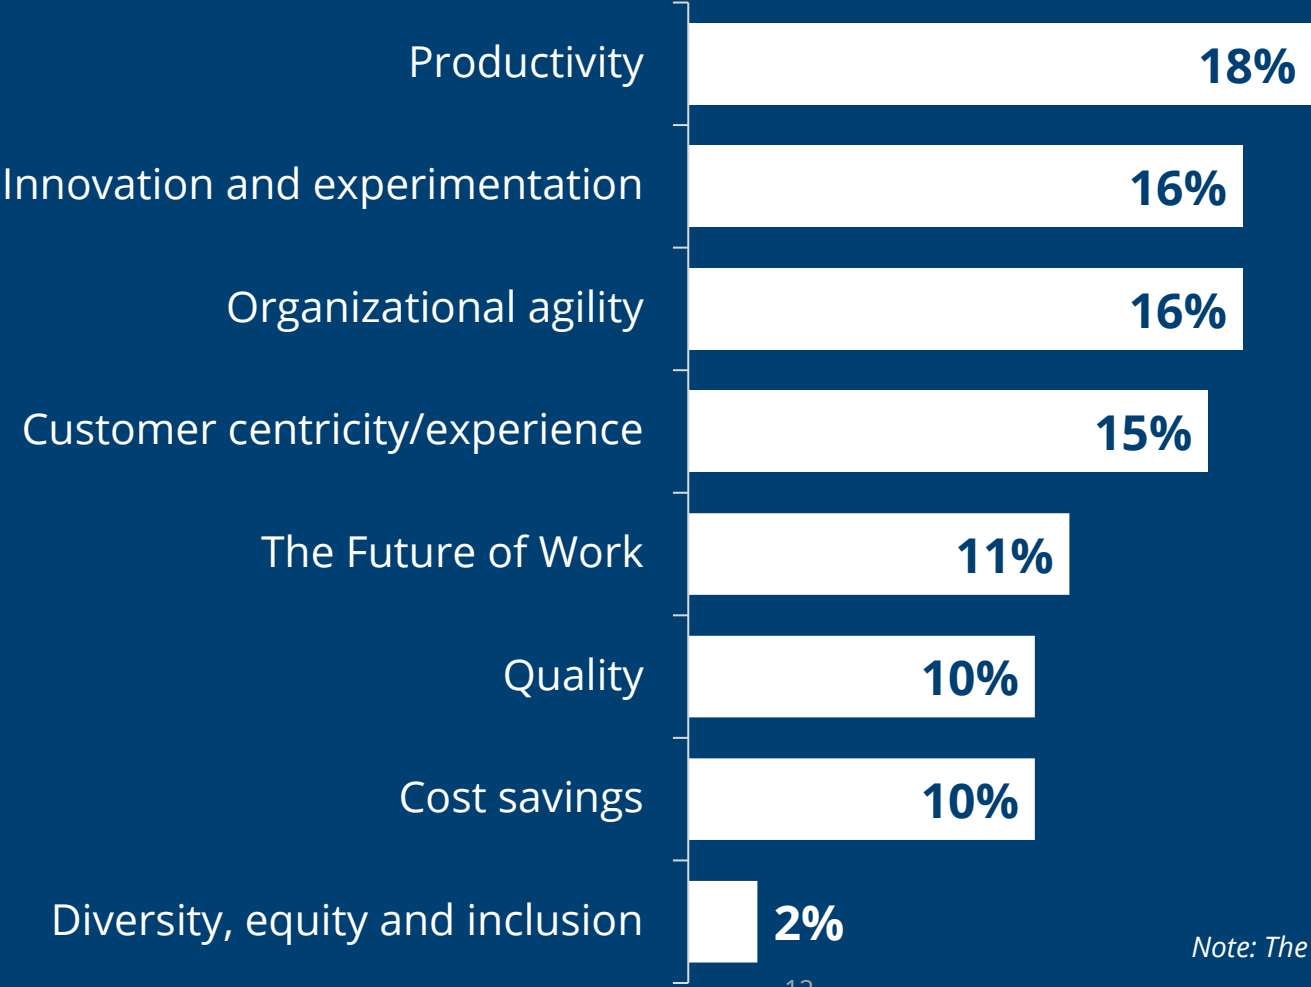 Productivity 18%
Innovation and experimentation 16%
Organizational agility 16%
Customer centricity/experience 15%
The Future of Work 11%
Quality 10%
Cost savings 10%
Diversity, equity and inclusion 2%
Note: The